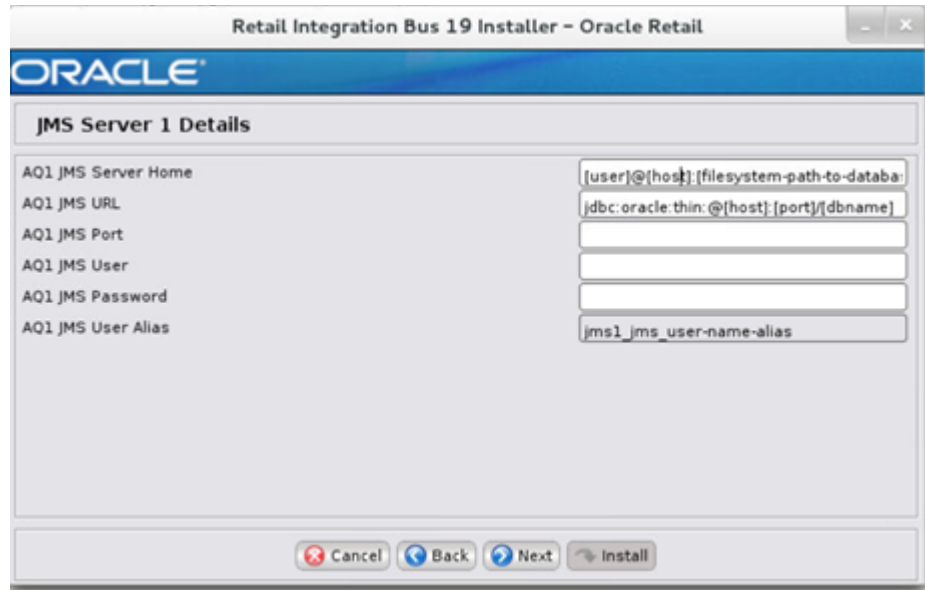 Retail Integration Bus 19 Installer – Oracle Retail
ORACLE
JMS Server 1 Details
AQ1 JMS Server Home [user]@[host]:[filesystem-path-to-databa
AQ1 JMS URL jdbc:oracle:thin:@[host]:[port]/[dbname]
AQ1 JMS Port
AQ1 JMS User
AQ1 JMS Password
AQ1 JMS User Alias jms1_jms_user-name-alias
Cancel Back Next Install